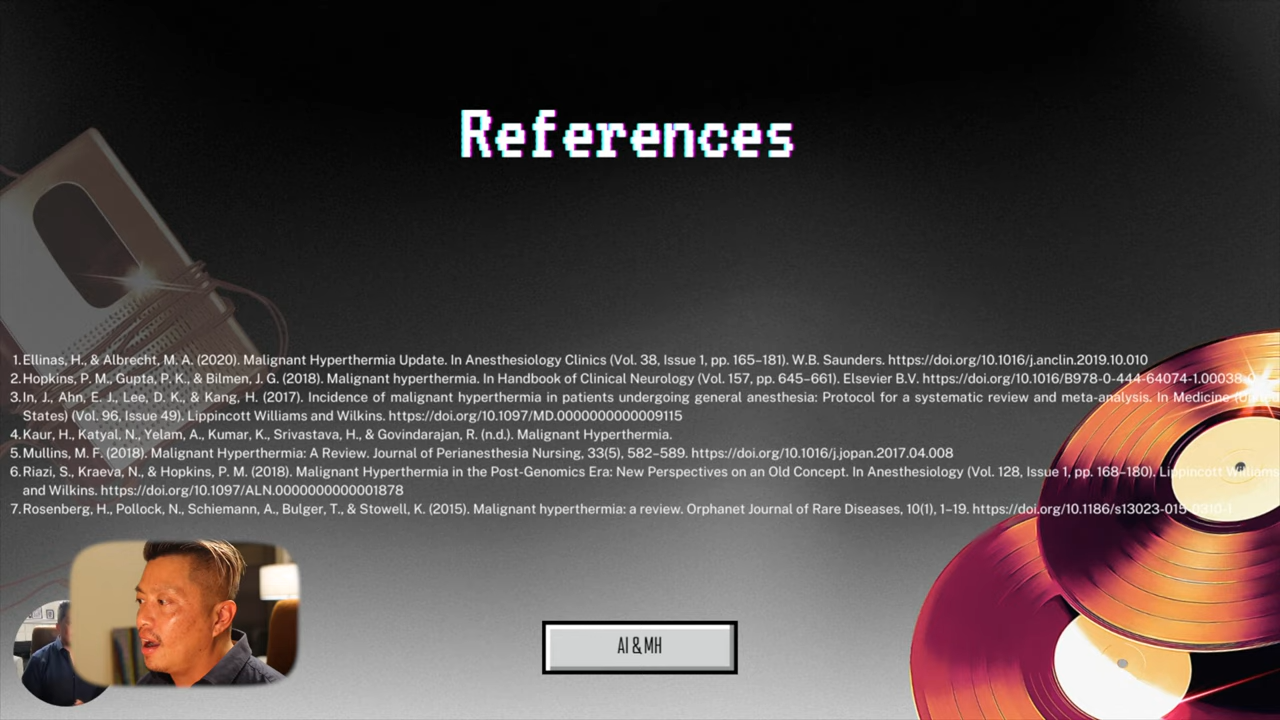 References
1. Ellinas, H., & Albrecht, M. A. (2020). Malignant Hyperthermia Update. In Anesthesiology Clinics (Vol. 38, Issue 1, pp. 165–181). W.B. Saunders. https://doi.org/10.1016/j.anclin.2019.10.010
2. Hopkins, P. M., Gupta, P. K., & Bilmen, J. G. (2018). Malignant hyperthermia. In Handbook of Clinical Neurology (Vol. 157, pp. 645–661). Elsevier B.V. https://doi.org/10.1016/B978-0-444-64074-1.00038-0
3. In, J., Ahn, E. J., Lee, D. K., & Kang, H. (2017). Incidence of malignant hyperthermia in patients undergoing general anesthesia: Protocol for a systematic review and meta-analysis. In Medicine (United
States) (Vol. 96, Issue 49). Lippincott Williams and Wilkins. https://doi.org/10.1097/MD.0000000000009115
4. Kaur, H., Katyal, N., Yelam, A., Kumar, K., Srivastava, H., & Govindarajan, R. (n.d.). Malignant Hyperthermia.
5. Mullins, M. F. (2018). Malignant Hyperthermia: A Review. Journal of Perianesthesia Nursing, 33(5), 582–589. https://doi.org/10.1016/j.jopan.2017.04.008
6. Riazi, S., Kraeva, N., & Hopkins, P. M. (2018). Malignant Hyperthermia in the Post-Genomics Era: New Perspectives on an Old Concept. In Anesthesiology (Vol. 128, Issue 1, pp. 168–180). Lippincott Williams
and Wilkins. https://doi.org/10.1097/ALN.0000000000001878
7. Rosenberg, H., Pollock, N., Schiemann, A., Bulger, T., & Stowell, K. (2015). Malignant hyperthermia: a review. Orphanet Journal of Rare Diseases, 10(1), 1–19. https://doi.org/10.1186/s13023-015-0310-1
AI & MH